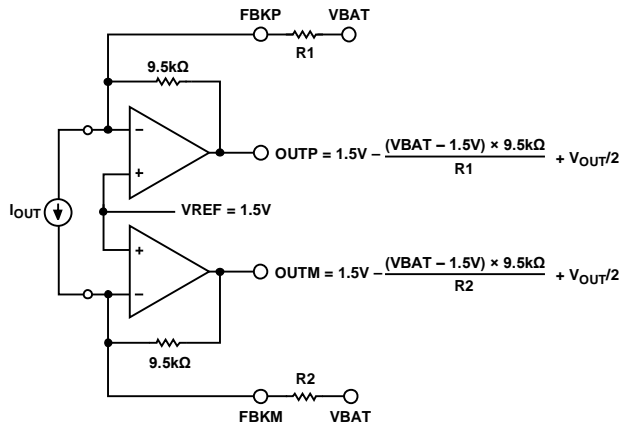 FBKP VBAT
R1
9.5kΩ
−
+
OUTP = 1.5V − (VBAT – 1.5V) × 9.5kΩ / R1 + VOUT/2
IOUT
VREF = 1.5V
+
−
OUTM = 1.5V − (VBAT – 1.5V) × 9.5kΩ / R2 + VOUT/2
9.5kΩ
R2
FBKM VBAT